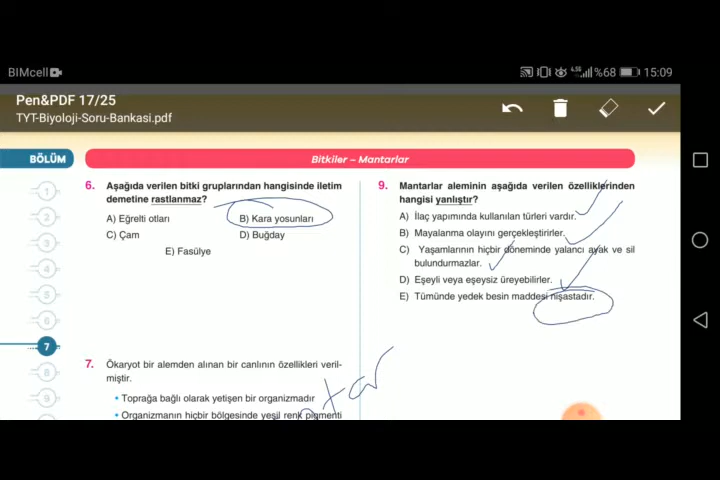 BIMcell
4.5G %68 15:09
Pen&PDF 17/25
TYT-Biyoloji-Soru-Bankasi.pdf
BÖLÜM
Bitkiler – Mantarlar
1
2
3
4
5
6
7
8
9
6. Aşağıda verilen bitki gruplarından hangisinde iletim
demetine rastlanmaz?
A) Eğrelti otları B) Kara yosunları
C) Çam D) Buğday
E) Fasülye
7. Ökaryot bir alemden alınan bir canlının özellikleri veril-
miştir.
• Toprağa bağlı olarak yetişen bir organizmadır
• Organizmanın hiçbir bölgesinde yeşil renk pigmenti
9. Mantarlar aleminin aşağıda verilen özelliklerinden
hangisi yanlıştır?
A) İlaç yapımında kullanılan türleri vardır.
B) Mayalanma olayını gerçekleştirirler.
C) Yaşamlarının hiçbir döneminde yalancı ayak ve sil
bulundurmazlar.
D) Eşeyli veya eşeysiz üreyebilirler.
E) Tümünde yedek besin maddesi nişastadır.